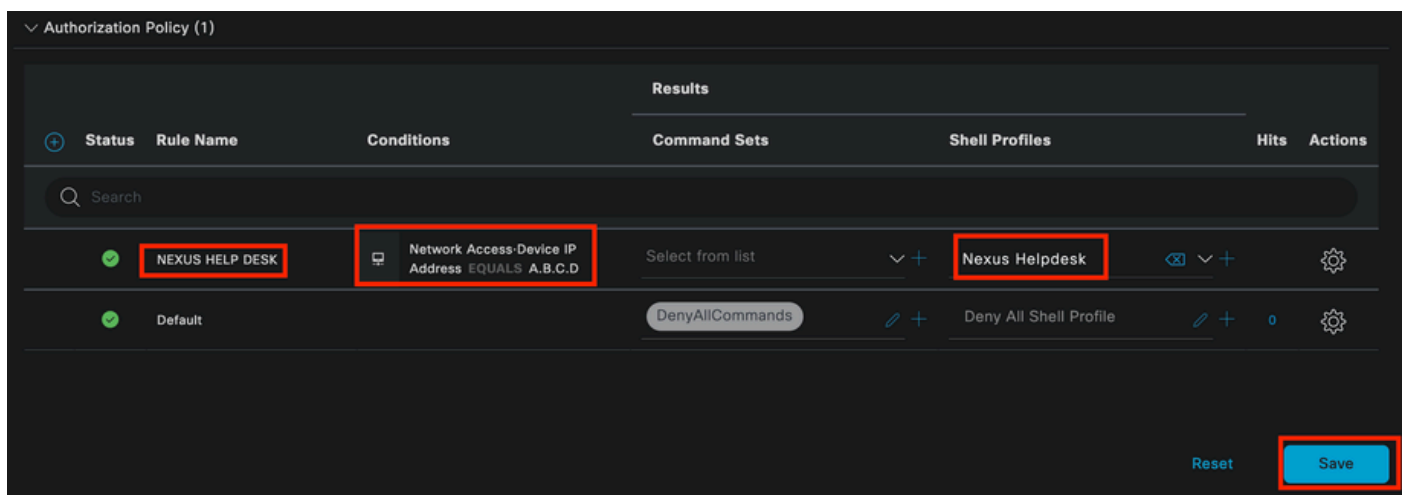 Authorization Policy (1)
Results
Status Rule Name Conditions Command Sets Shell Profiles Hits Actions
Search
NEXUS HELP DESK
Network Access·Device IP
Address EQUALS A.B.C.D
Select from list
Nexus Helpdesk
Default
DenyAllCommands
Deny All Shell Profile
0
Reset
Save